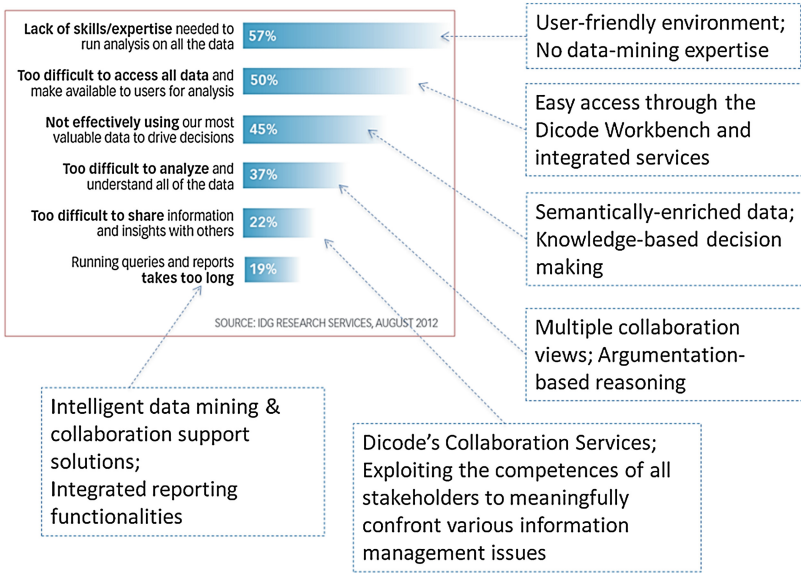 Lack of skills/expertise needed to
run analysis on all the data
57%
Too difficult to access all data and
make available to users for analysis
50%
Not effectively using our most
valuable data to drive decisions
45%
Too difficult to analyze and
understand all of the data
37%
Too difficult to share information
and insights with others
22%
Running queries and reports
takes too long
19%
SOURCE: IDG RESEARCH SERVICES, AUGUST 2012
User-friendly environment;
No data-mining expertise
Easy access through the
Dicode Workbench and
integrated services
Semantically-enriched data;
Knowledge-based decision
making
Multiple collaboration
views; Argumentation-
based reasoning
Intelligent data mining &
collaboration support
solutions;
Integrated reporting
functionalities
Dicode’s Collaboration Services;
Exploiting the competences of all
stakeholders to meaningfully
confront various information
management issues